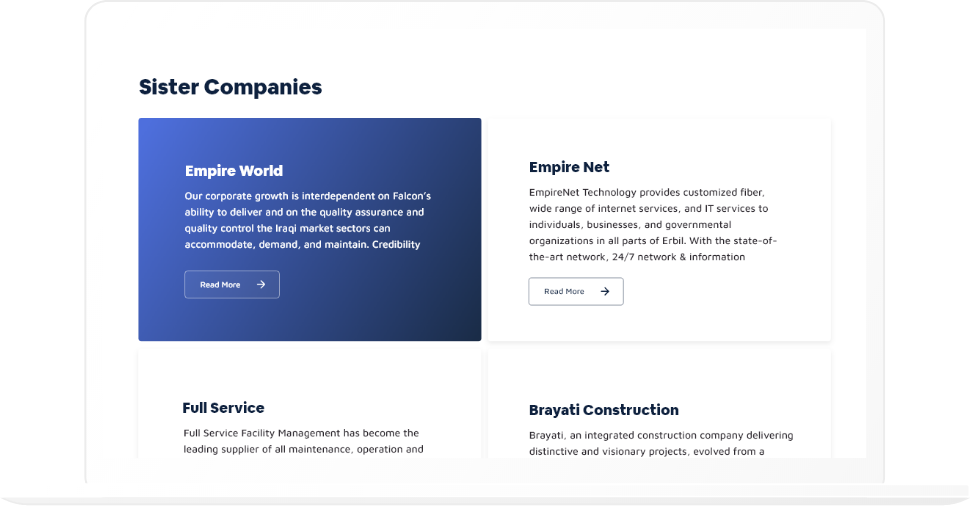 Sister Companies
Empire World
Our corporate growth is interdependent on Falcon's
ability to deliver and on the quality assurance and
quality control the Iraqi market sectors can
accommodate, demand, and maintain. Credibility
Read More
Empire Net
EmpireNet Technology provides customized fiber,
wide range of internet services, and IT services to
individuals, businesses, and governmental
organizations in all parts of Erbil. With the state-of-
the-art network, 24/7 network & information
Read More
Full Service
Full Service Facility Management has become the
leading supplier of all maintenance, operation and
Brayati Construction
Brayati, an integrated construction company delivering
distinctive and visionary projects, evolved from a